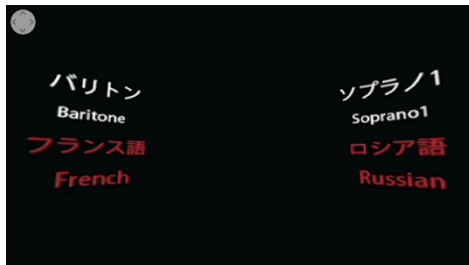 バリトン
Baritone
フランス語
French
ソプラノ1
Soprano1
ロシア語
Russian